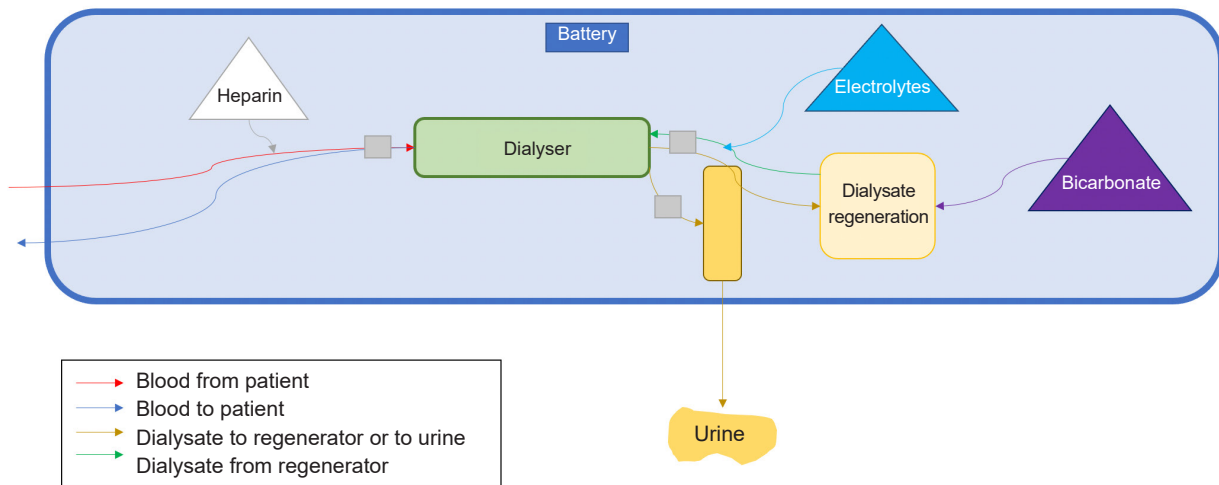 Battery
Heparin
Electrolytes
Dialyser
Bicarbonate
Dialysate
regeneration
Blood from patient
Blood to patient
Dialysate to regenerator or to urine
Dialysate from regenerator
Urine